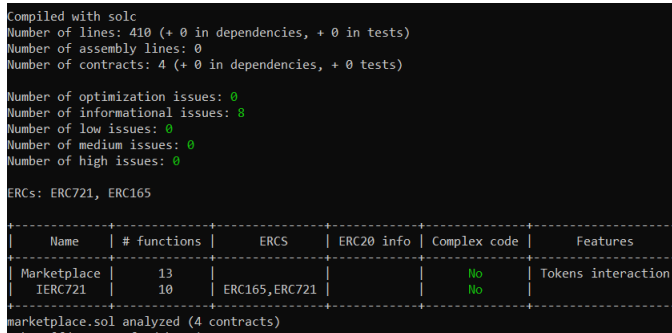 Compiled with solc
Number of lines: 410 (+ 0 in dependencies, + 0 in tests)
Number of assembly lines: 0
Number of contracts: 4 (+ 0 in dependencies, + 0 tests)
Number of optimization issues: 0
Number of informational issues: 8
Number of low issues: 0
Number of medium issues: 0
Number of high issues: 0
ERCs: ERC721, ERC165
| Name | # functions | ERCS | ERC20 info | Complex code | Features
| Marketplace | 13 | | | No | Tokens interaction
| IERC721 | 10 | ERC165,ERC721 | | No |
marketplace.sol analyzed (4 contracts)